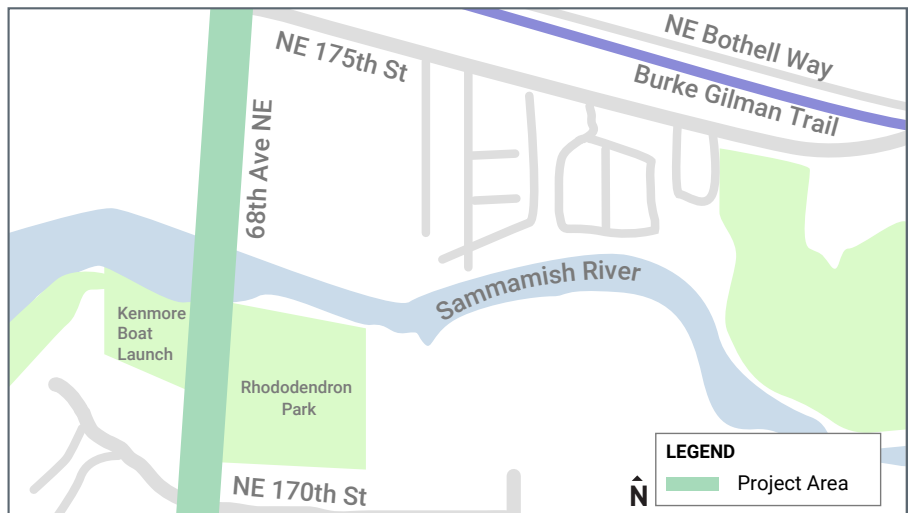 NE Bothell Way
NE 175th St
Burke Gilman Trail
68th Ave NE
Sammamish River
Kenmore
Boat
Launch
Rhododendron
Park
LEGEND
Project Area
N
NE 170th St